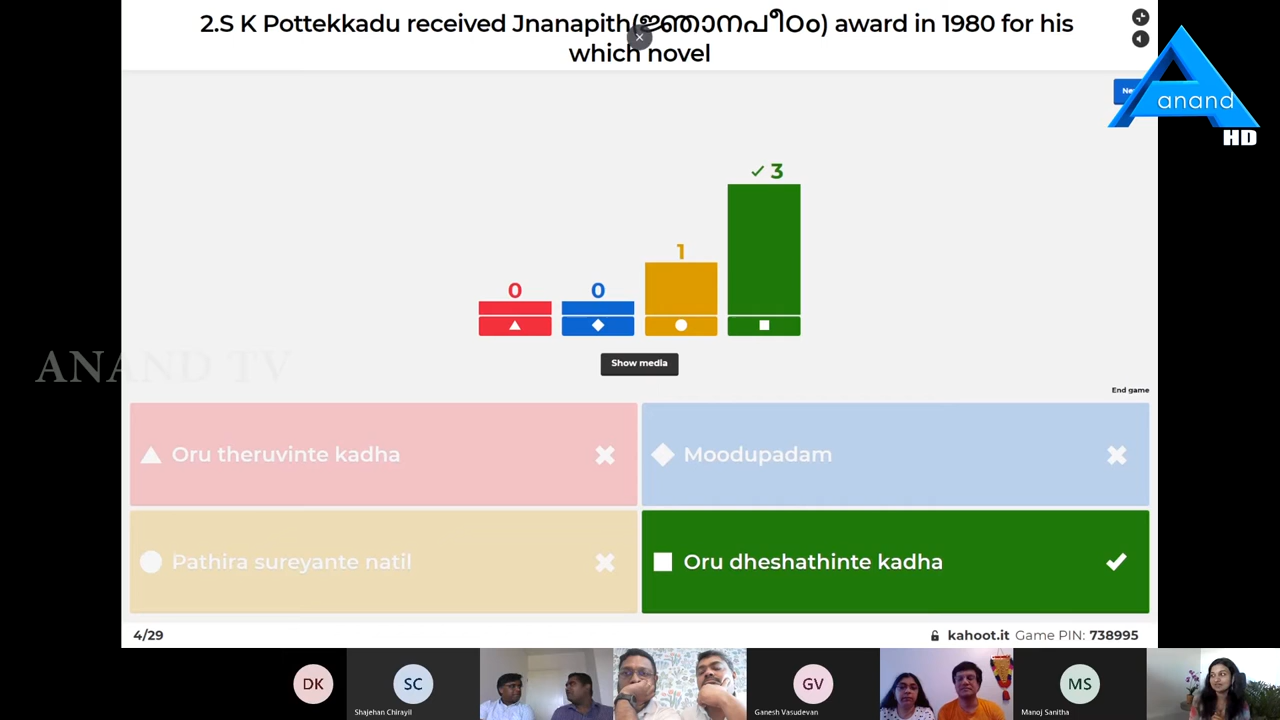 2.S K Pottekkadu received Jnanapith(ജ്ഞാനപീഠം) award in 1980 for his
which novel
anand
HD
3
1
0
0
Show media
ANAND TV
End game
Oru theruvinte kadha
Moodupadam
Pathira sureyante natil
Oru dheshathinte kadha
4/29
kahoot.it Game PIN: 738995
DK
SC
GV
MS
Shajehan Chirayil
Ganesh Vasudevan
Manoj Sanitha